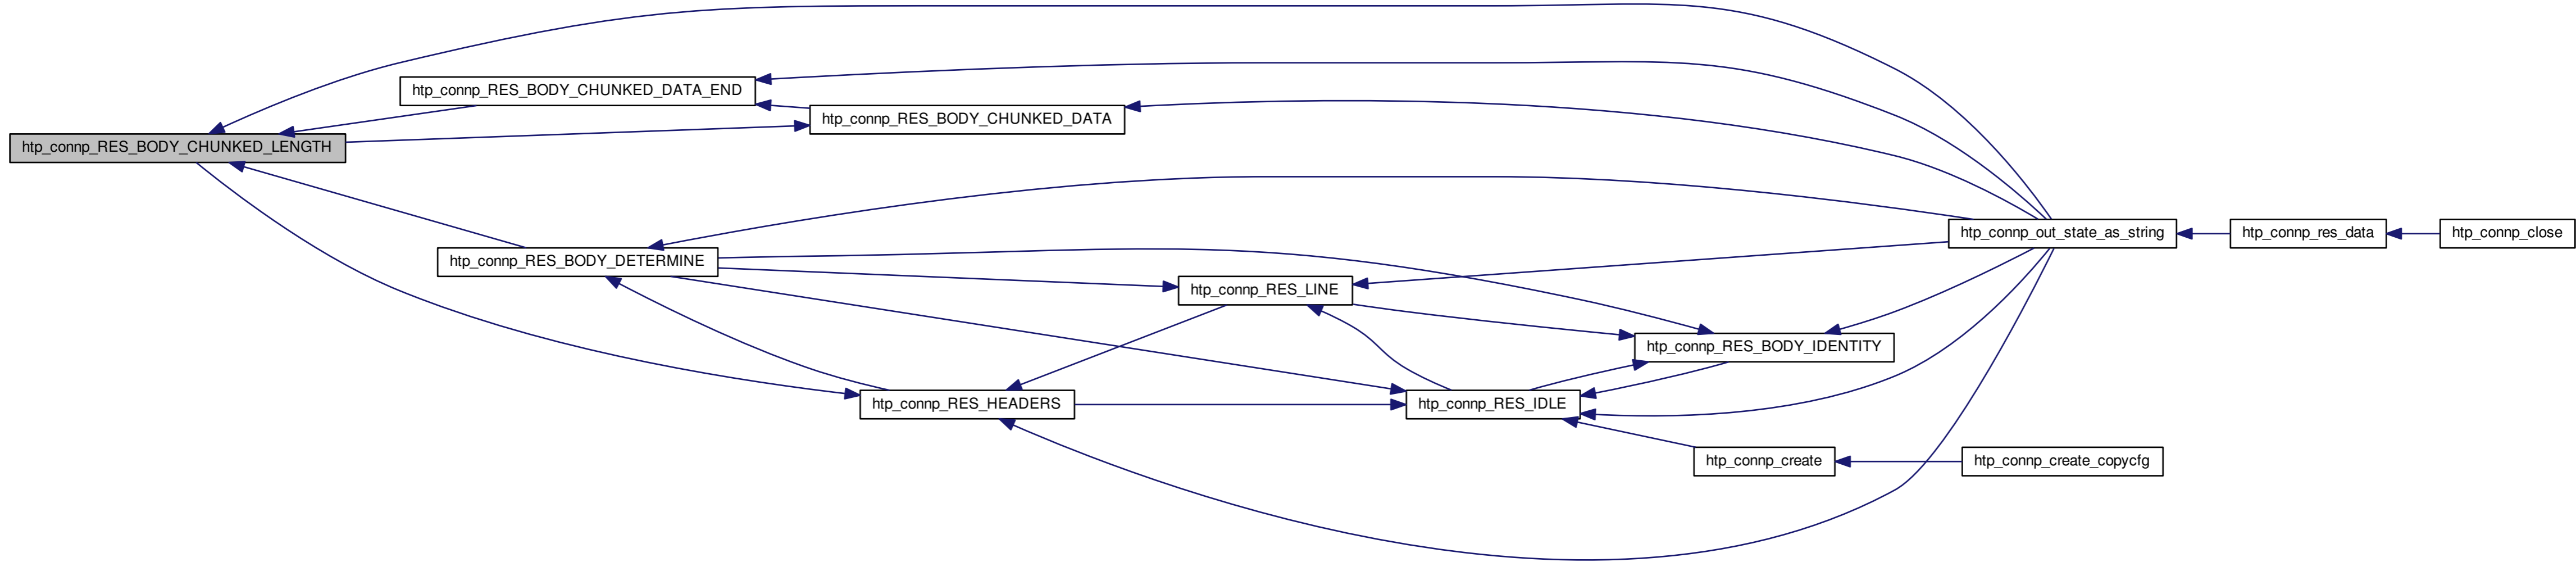 htp_connp_RES_BODY_CHUNKED_DATA_END
htp_connp_RES_BODY_CHUNKED_DATA
htp_connp_RES_BODY_CHUNKED_LENGTH
htp_connp_out_state_as_string
htp_connp_res_data
htp_connp_close
htp_connp_RES_BODY_DETERMINE
htp_connp_RES_LINE
htp_connp_RES_BODY_IDENTITY
htp_connp_RES_HEADERS
htp_connp_RES_IDLE
htp_connp_create
htp_connp_create_copycfg